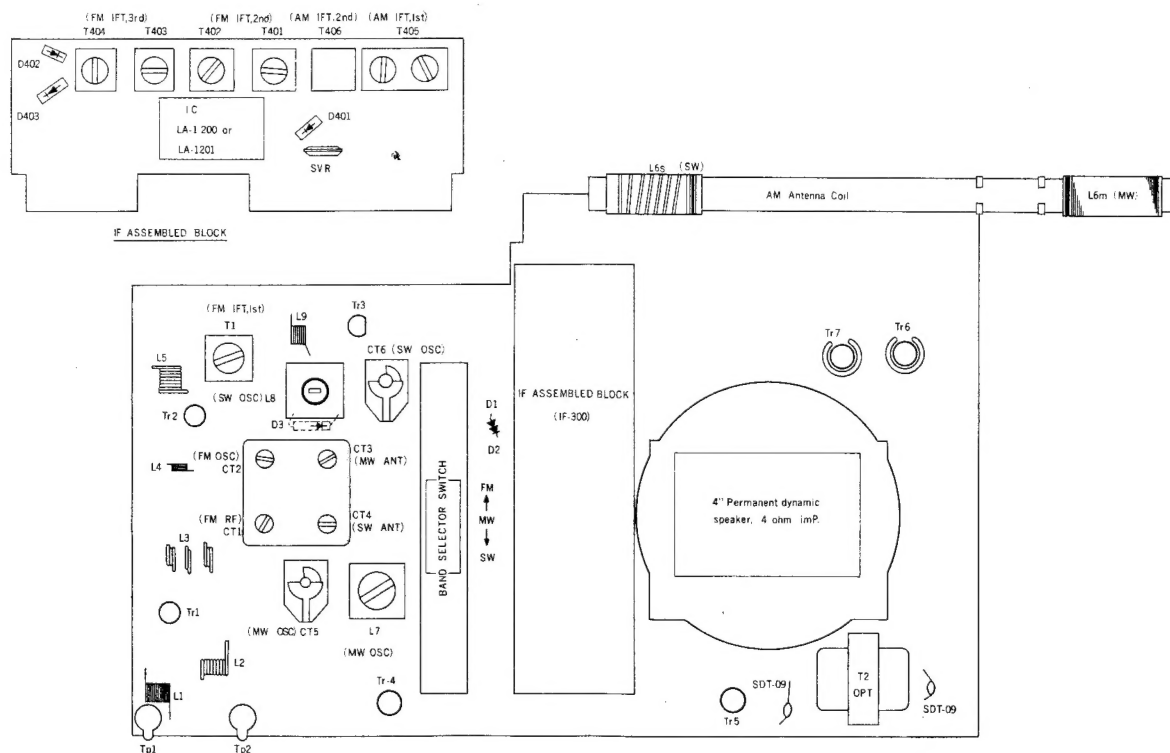 (FM IFT,3rd) (FM IFT,2nd) (AM IFT,2nd) (AM IFT,1st)
T404 T403 T402 T401 T406 T405
D402
D403
IC
LA-1200 or
LA-1201
D401
SVR
IF ASSEMBLED BLOCK
L6s (SW)
AM Antenna Coil
L6m (MW)
(FM IFT,1st)
T1
L9
Tr3
CT6 (SW OSC)
Tr7
Tr6
L5
(SW OSC) L8
Tr2
D3
D1
D2
IF ASSEMBLED BLOCK
(IF-300)
(FM OSC)
CT2
CT3
(MW ANT)
L4
(FM RF)
CT1
CT4
(SW ANT)
BAND SELECTOR SWITCH
FM
MW
SW
4" Permanent dynamic
speaker, 4 ohm imP.
L3
Tr1
(MW OSC) CT5
L7
(MW OSC)
L2
L1
Tr-4
Tr5
SDT-09
T2
OPT
SDT-09
Tp1
Tp2